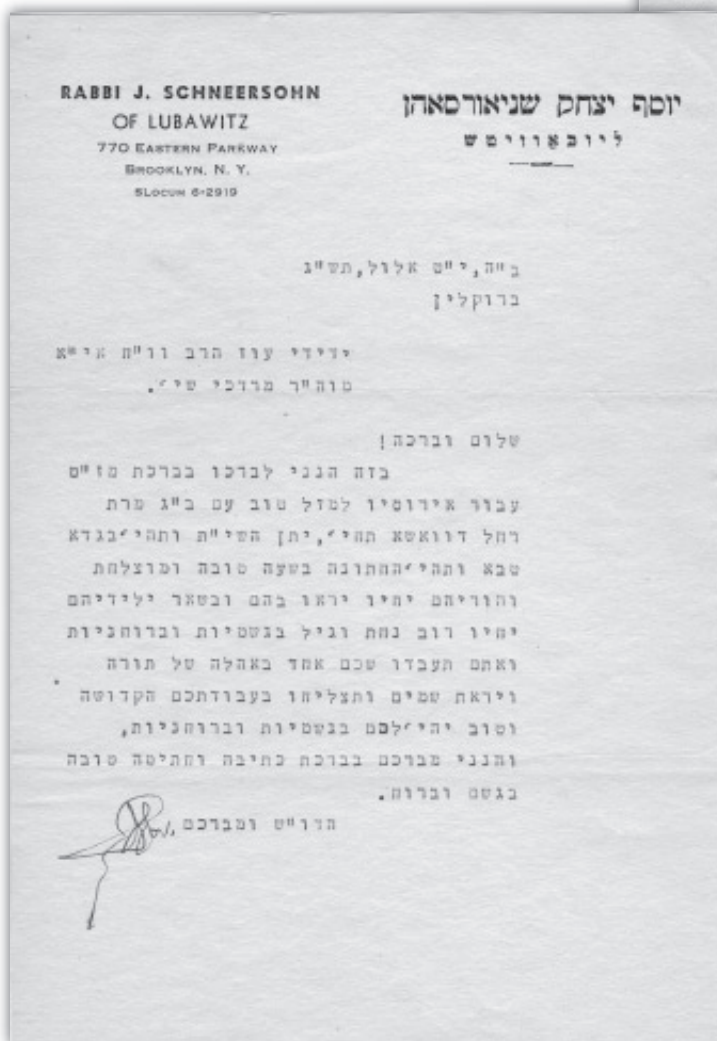 RABBI J. SCHNEERSOHN
OF LUBAWITZ
770 EASTERN PARKWAY
BROOKLYN, N. Y.
SLOCUM 6-2919
יוסף יצחק שניאורסאהן
ליובאוויטש
ב"ה, י"ט אלול, תש"ג
ברוקלין
ידידי עוז הרב וו"ח אי"א
מוה"ר מרדכי שי'.
שלום וברכה!
בזה הנני לברכו בברכת מז"ט
עבור אירוסיו למזל טוב עם ב"ג מרת
רחל דוואשא תחי', יתן השי"ת ותהי' בגדא
טבא ותהי' החתונה בשעה טובה ומוצלחת
והוריהם יחיו יראו בהם ובשאר ילידיהם
יחיו רוב נחת וגיל בגשמיות וברוחניות
ואתם תעבדו שכם אחד באהלה של תורה
ויראת שמים ותצליחו בעבודתכם הקדושה
וטוב יהי' לכם בגשמיות וברוחניות,
והנני מברכם בברכת כתיבה וחתימה טובה
בגשם וברוח.
הדו"ש ומברכם,